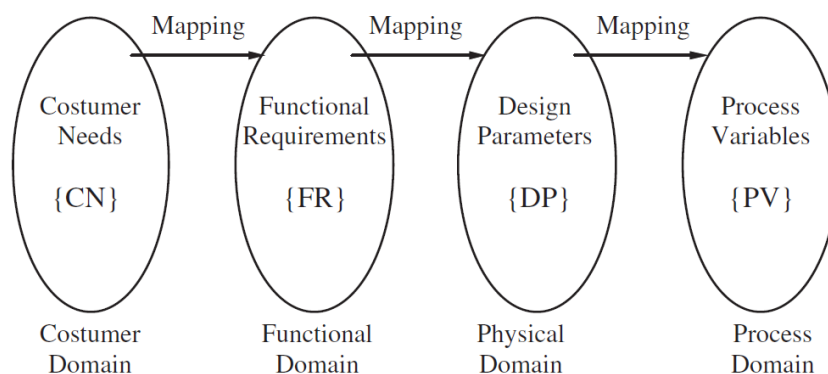 Mapping
Mapping
Mapping
Costumer
Needs
{CN}
Functional
Requirements
{FR}
Design
Parameters
{DP}
Process
Variables
{PV}
Costumer
Domain
Functional
Domain
Physical
Domain
Process
Domain